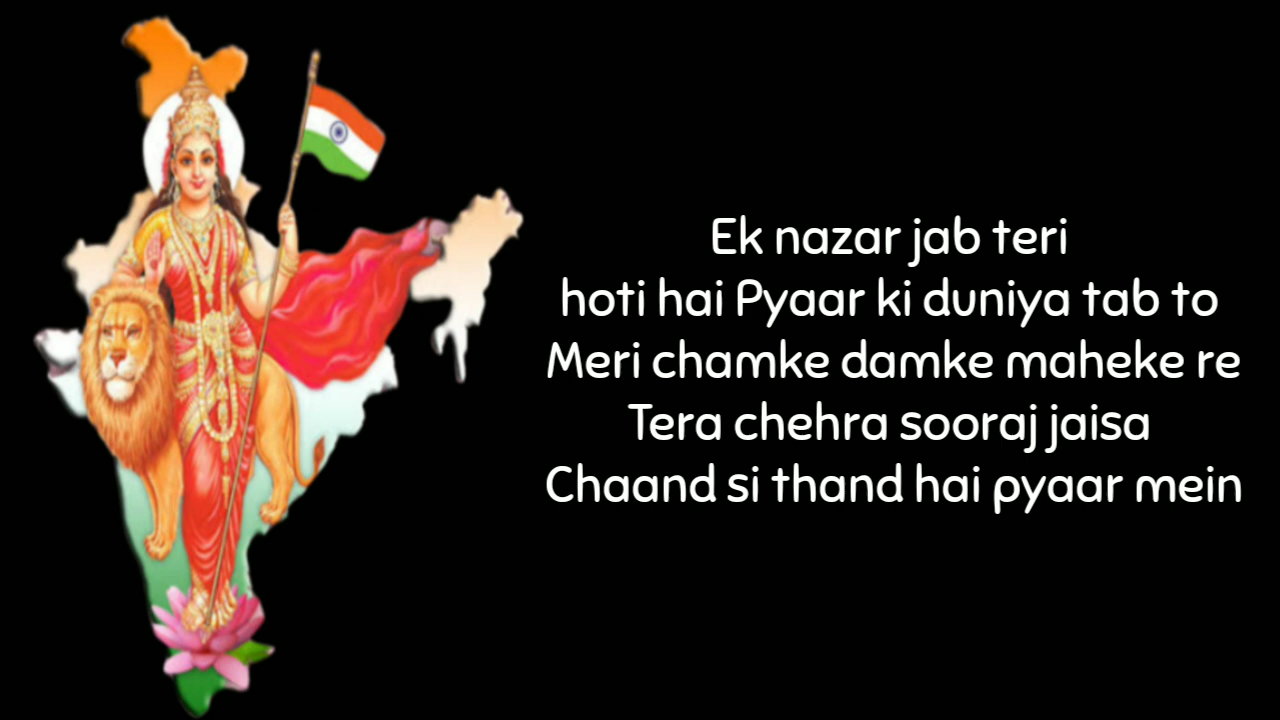 Ek nazar jab teri
hoti hai Pyaar ki duniya tab to
Meri chamke damke maheke re
Tera chehra sooraj jaisa
Chaand si thand hai pyaar mein